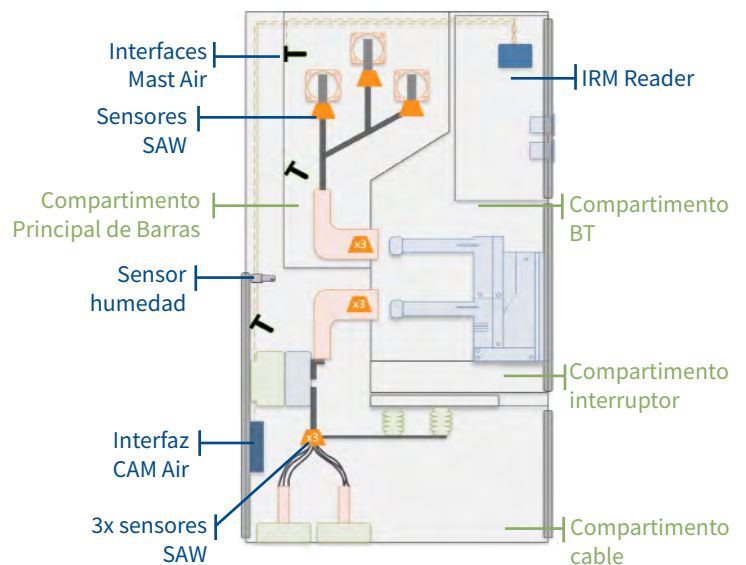 Interfaces
Mast Air
IRM Reader
Sensores
SAW
Compartimento
Principal de Barras
Compartimento
BT
x3
Sensor
humedad
x3
Compartimento
interruptor
Interfaz
CAM Air
x3
3x sensores
SAW
Compartimento
cable